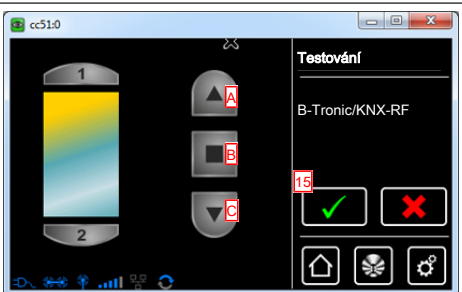 cc51:0
1
2
A
B
C
Testování
B-Tronic/KNX-RF
15